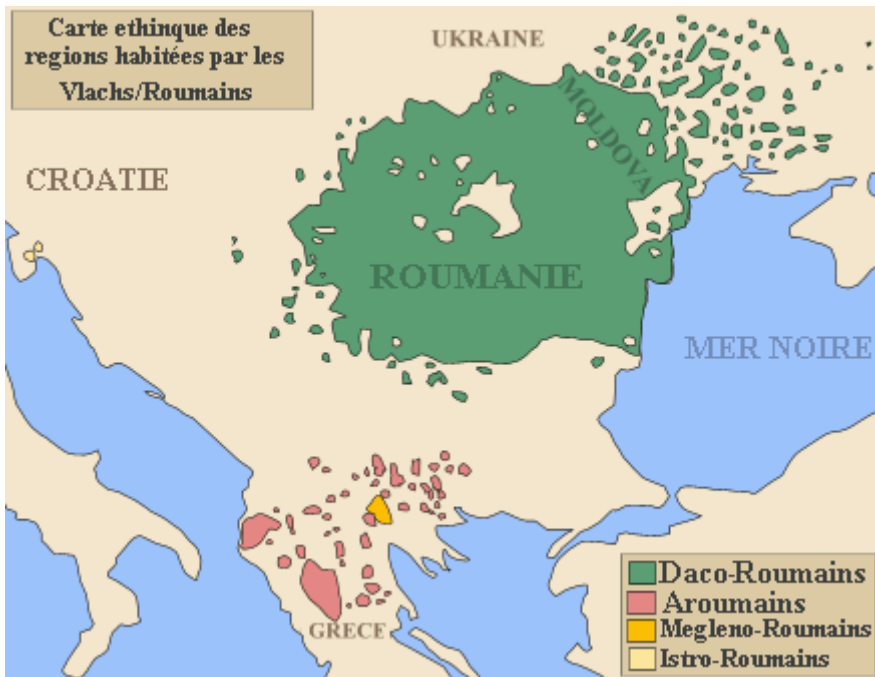 Carte ethinque des
regions habitées par les
Vlachs/Roumains
UKRAINE
MOLDOVA
CROATIE
ROUMANIE
MER NOIRE
GRECE
Daco-Roumains
Aroumains
Megleno-Roumains
Istro-Roumains